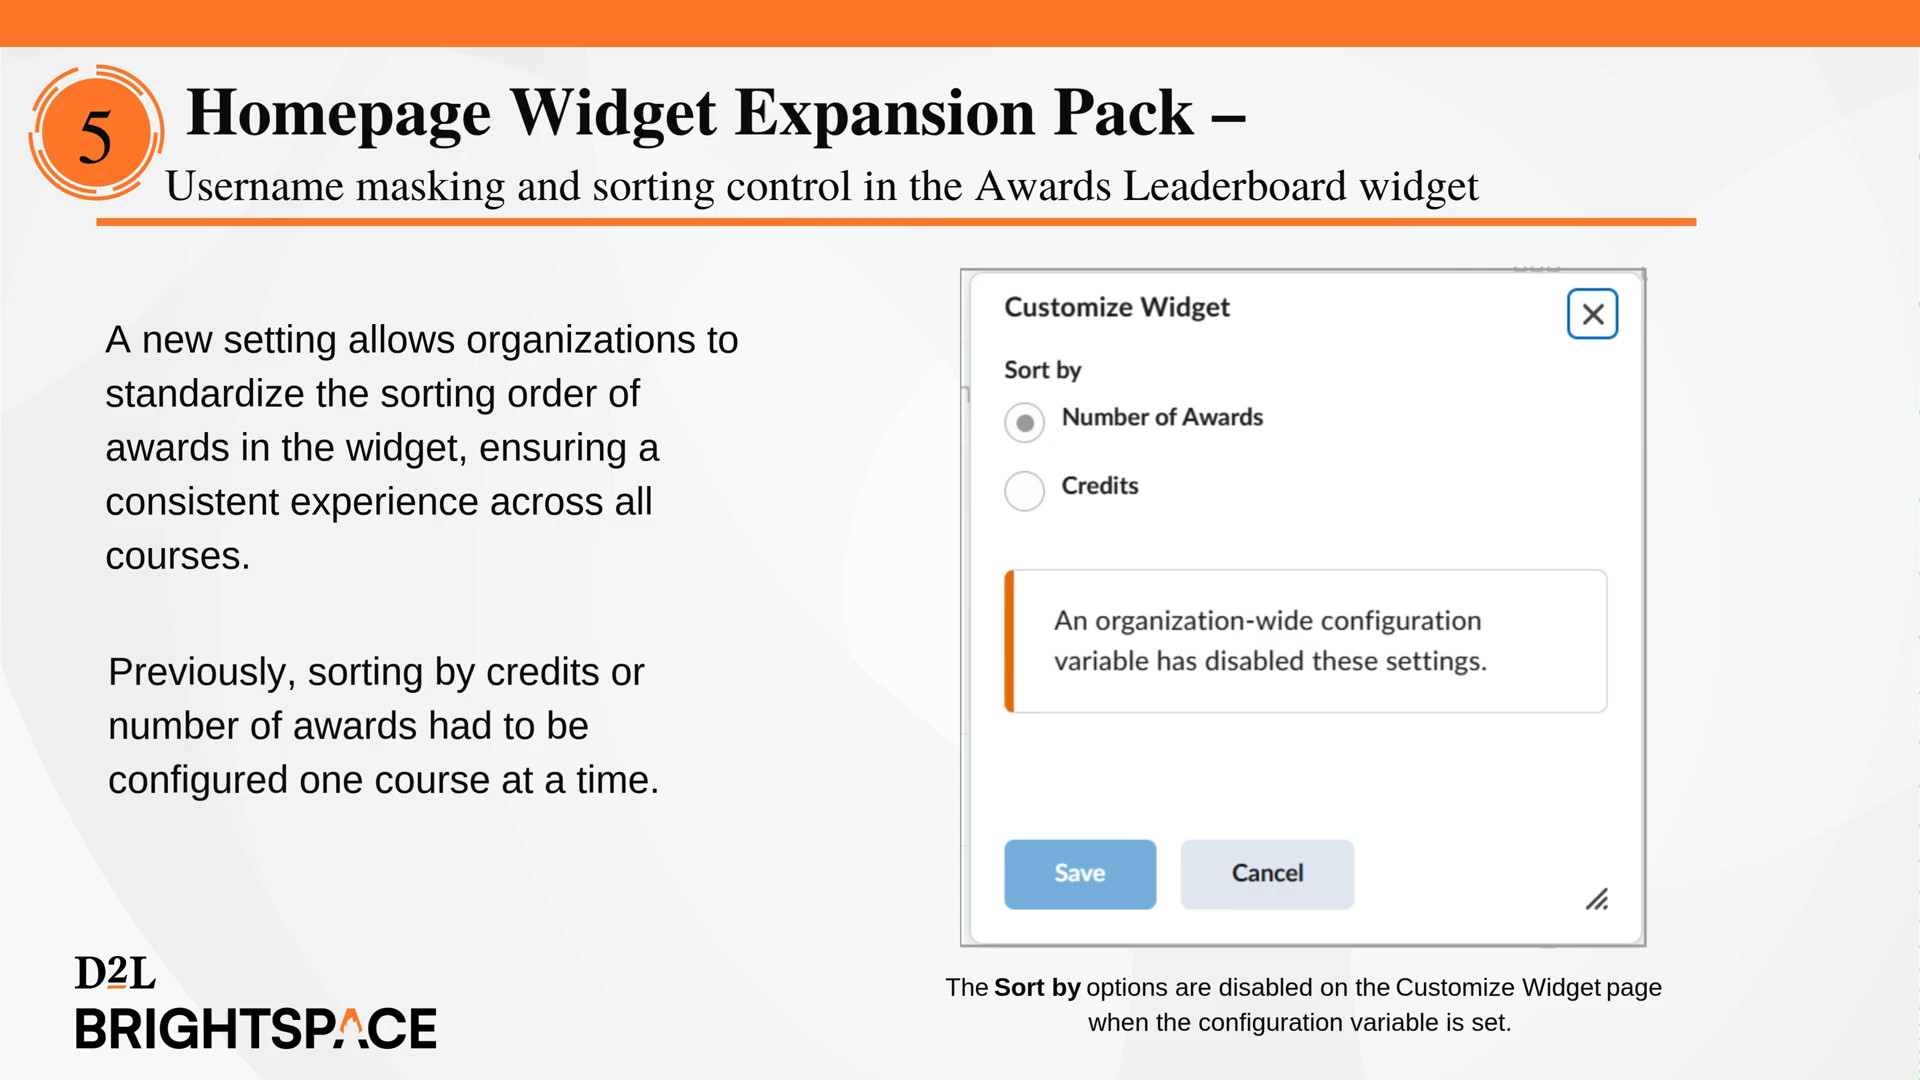 5
Homepage Widget Expansion Pack –
Username masking and sorting control in the Awards Leaderboard widget
A new setting allows organizations to
standardize the sorting order of
awards in the widget, ensuring a
consistent experience across all
courses.
Previously, sorting by credits or
number of awards had to be
configured one course at a time.
Customize Widget
Sort by
Number of Awards
Credits
An organization-wide configuration
variable has disabled these settings.
Save
Cancel
The Sort by options are disabled on the Customize Widget page
when the configuration variable is set.
D2L
BRIGHTSPACE